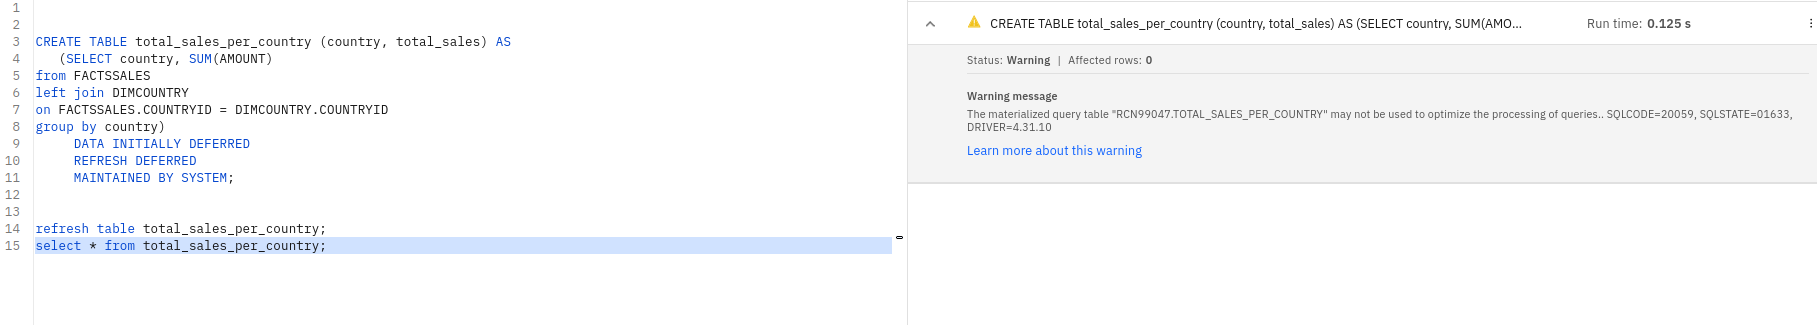 1
2
3 CREATE TABLE total_sales_per_country (country, total_sales) AS
4 (SELECT country, SUM(AMOUNT)
5 from FACTSSALES
6 left join DIMCOUNTRY
7 on FACTSSALES.COUNTRYID = DIMCOUNTRY.COUNTRYID
8 group by country)
9 DATA INITIALLY DEFERRED
10 REFRESH DEFERRED
11 MAINTAINED BY SYSTEM;
12
13
14 refresh table total_sales_per_country;
15 select * from total_sales_per_country;
CREATE TABLE total_sales_per_country (country, total_sales) AS (SELECT country, SUM(AMO...
Run time: 0.125 s
Status: Warning | Affected rows: 0
Warning message
The materialized query table "RCN99047.TOTAL_SALES_PER_COUNTRY" may not be used to optimize the processing of queries.. SQLCODE=20059, SQLSTATE=01633,
DRIVER=4.31.10
Learn more about this warning